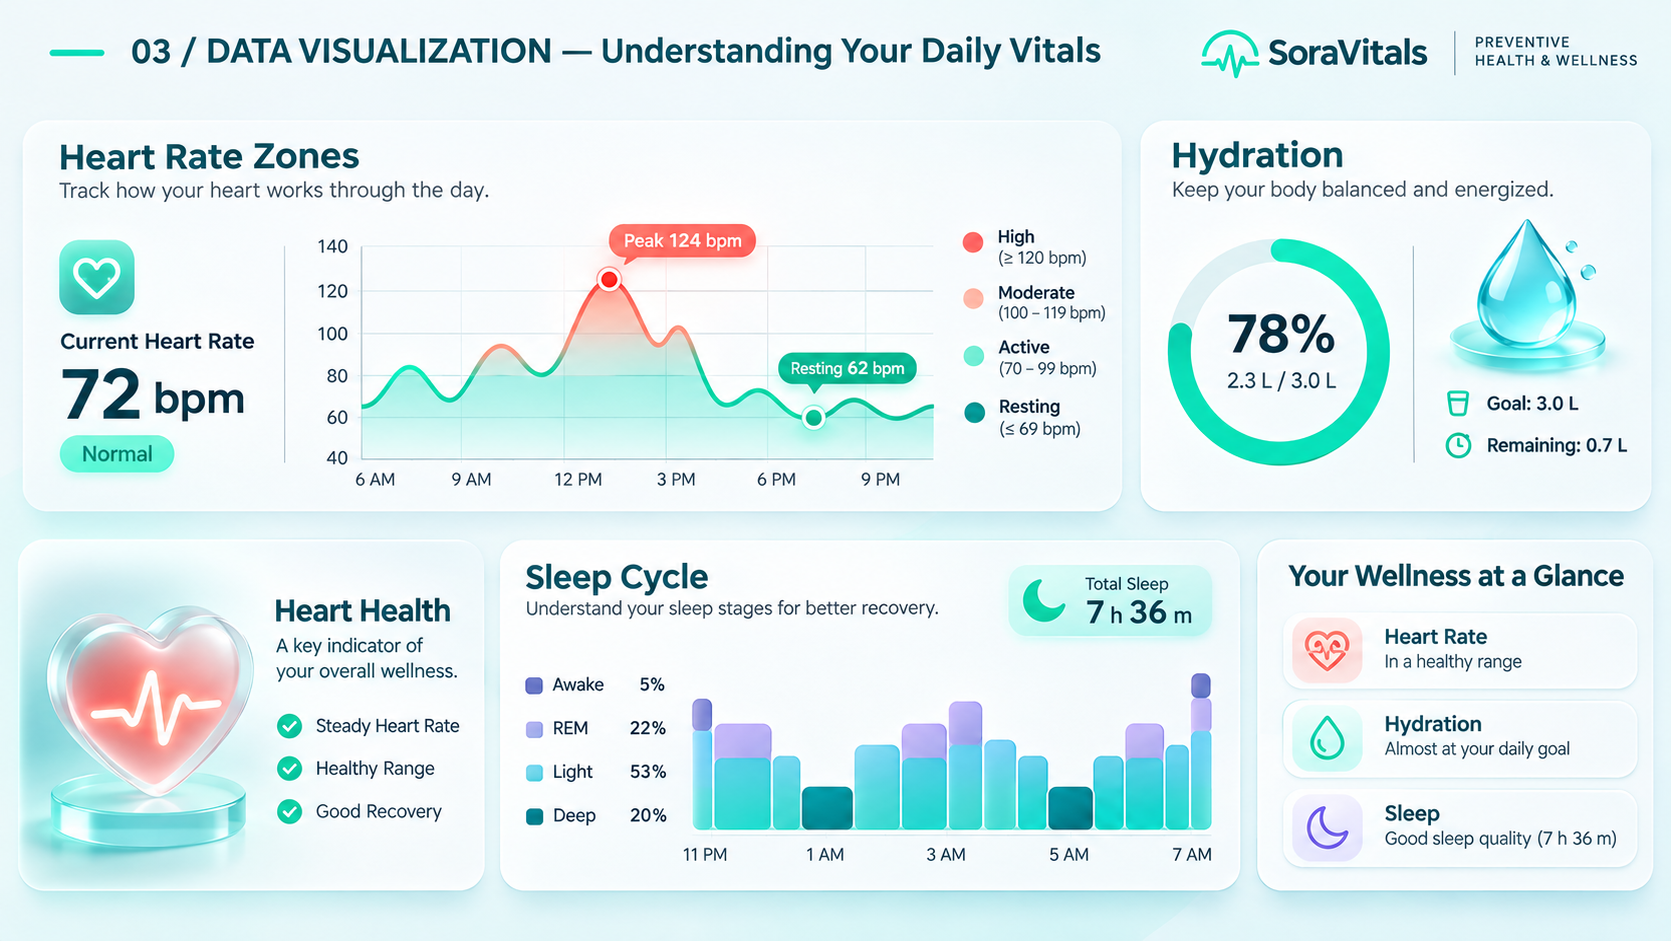 03 / DATA VISUALIZATION — Understanding Your Daily Vitals
SoraVitals
PREVENTIVE
HEALTH & WELLNESS
Heart Rate Zones
Track how your heart works through the day.
Current Heart Rate
72 bpm
Normal
140
120
100
80
60
40
6 AM
9 AM
12 PM
3 PM
6 PM
9 PM
Peak 124 bpm
Resting 62 bpm
High
(≥ 120 bpm)
Moderate
(100 – 119 bpm)
Active
(70 – 99 bpm)
Resting
(≤ 69 bpm)
Hydration
Keep your body balanced and energized.
78%
2.3 L / 3.0 L
Goal: 3.0 L
Remaining: 0.7 L
Heart Health
A key indicator of
your overall wellness.
Steady Heart Rate
Healthy Range
Good Recovery
Sleep Cycle
Understand your sleep stages for better recovery.
Total Sleep
7 h 36 m
Awake 5%
REM 22%
Light 53%
Deep 20%
11 PM
1 AM
3 AM
5 AM
7 AM
Your Wellness at a Glance
Heart Rate
In a healthy range
Hydration
Almost at your daily goal
Sleep
Good sleep quality (7 h 36 m)